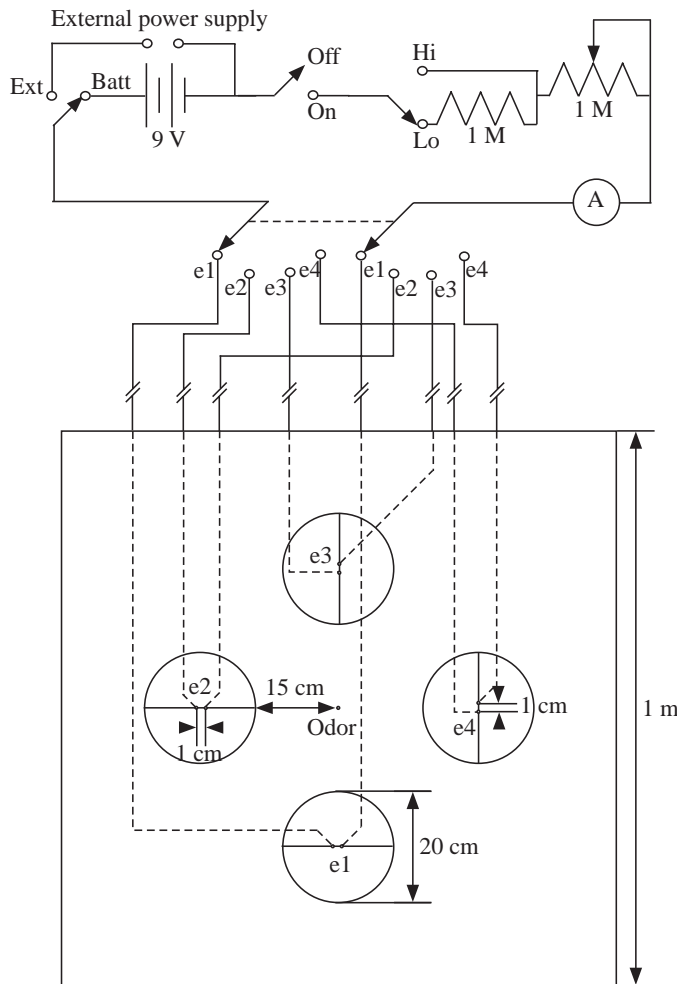 External power supply
Off
Hi
Ext
Batt
9 V
On
Lo
1 M
1 M
A
e1
e2
e3
e4
e1
e2
e3
e4
e3
e2
15 cm
Odor
1 cm
e4
1 cm
1 m
e1
20 cm